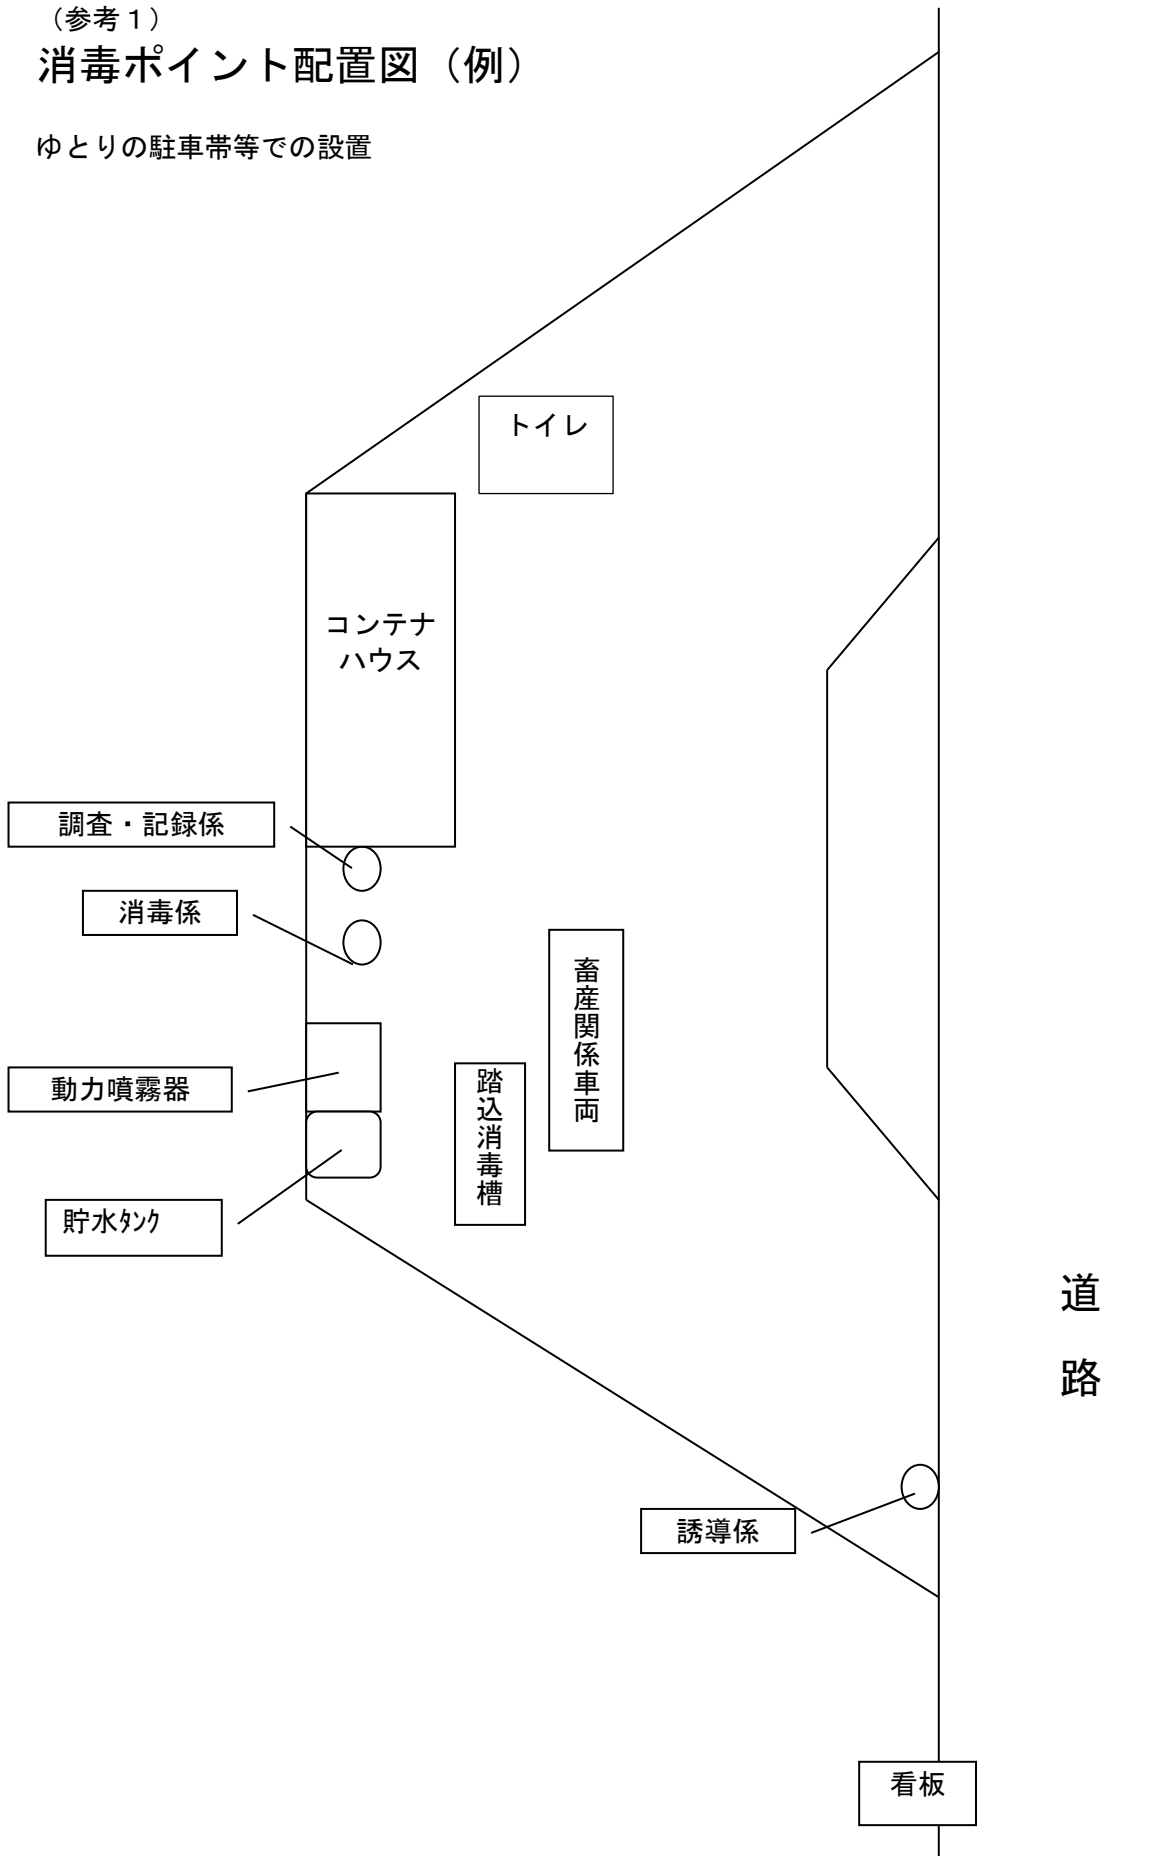 （参考１）
消毒ポイント配置図（例）
ゆとりの駐車帯等での設置
トイレ
コンテナ
ハウス
調査・記録係
消毒係
畜産関係車両
動力噴霧器
踏込消毒槽
貯水ﾀﾝｸ
道路
誘導係
看板